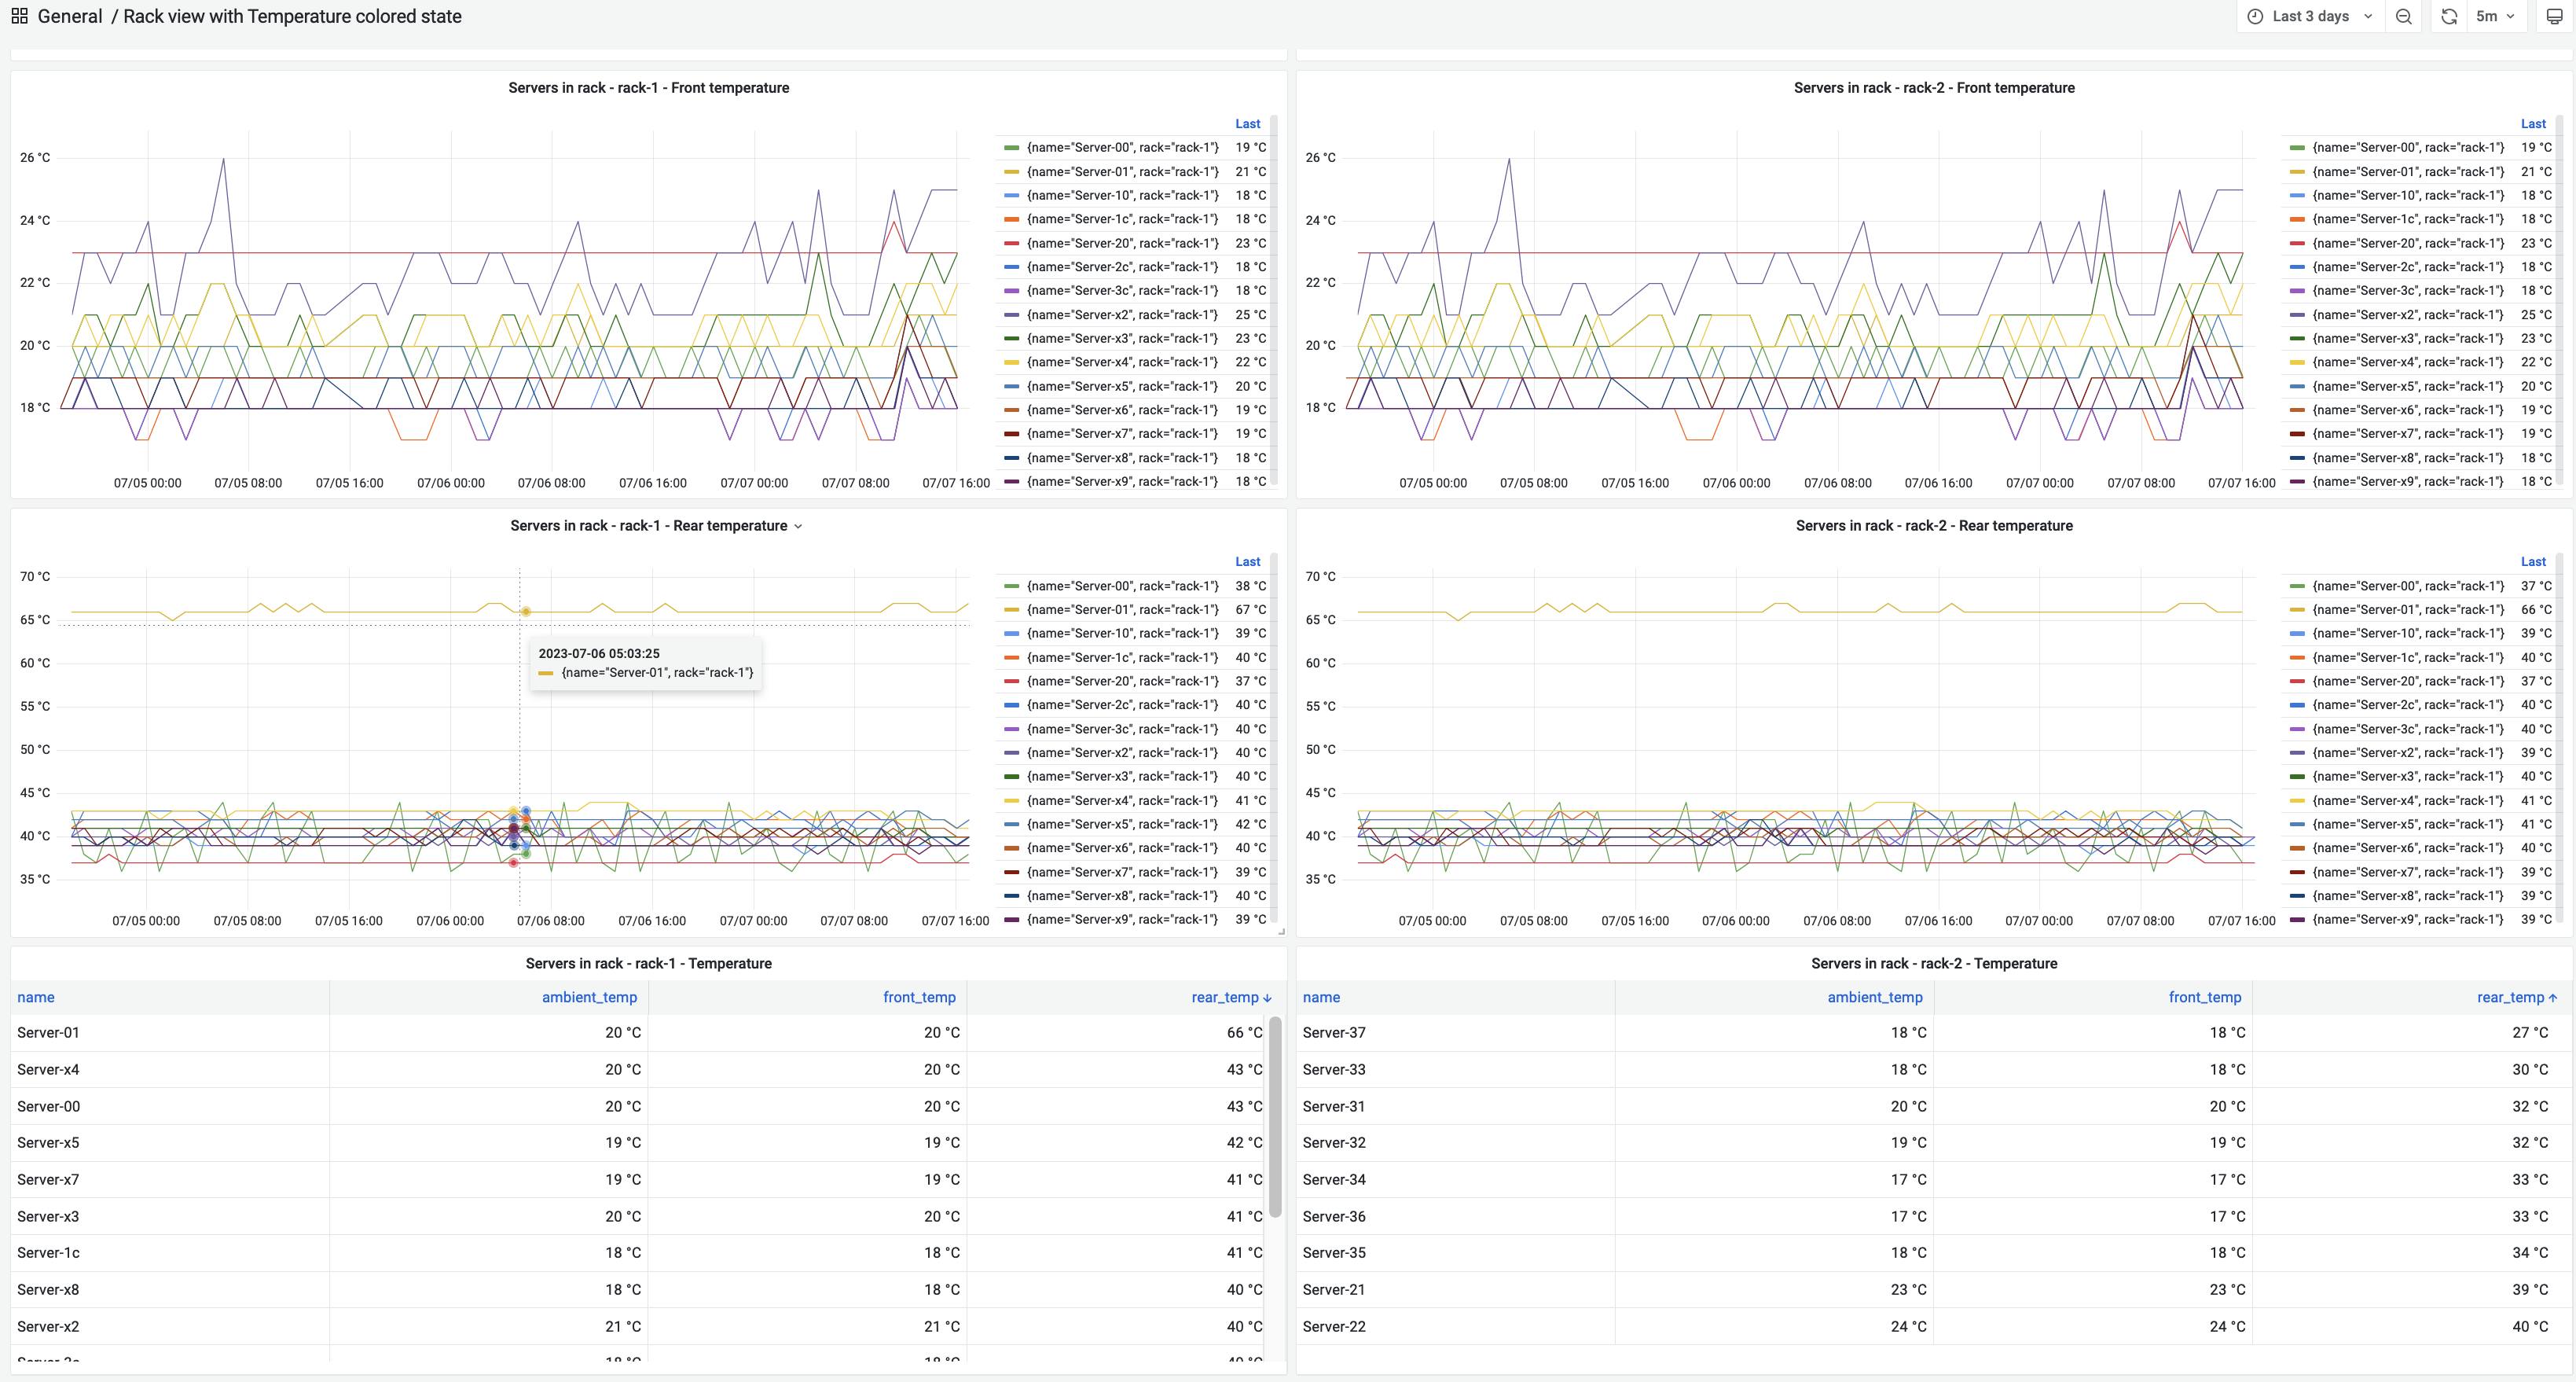 General / Rack view with Temperature colored state
Last 3 days
5m
Servers in rack - rack-1 - Front temperature
26 °C
24 °C
22 °C
20 °C
18 °C
07/05 00:00 07/05 08:00 07/05 16:00 07/06 00:00 07/06 08:00 07/06 16:00 07/07 00:00 07/07 08:00 07/07 16:00
Last
{name="Server-00", rack="rack-1"} 19 °C
{name="Server-01", rack="rack-1"} 21 °C
{name="Server-10", rack="rack-1"} 18 °C
{name="Server-1c", rack="rack-1"} 18 °C
{name="Server-20", rack="rack-1"} 23 °C
{name="Server-2c", rack="rack-1"} 18 °C
{name="Server-3c", rack="rack-1"} 18 °C
{name="Server-x2", rack="rack-1"} 25 °C
{name="Server-x3", rack="rack-1"} 23 °C
{name="Server-x4", rack="rack-1"} 22 °C
{name="Server-x5", rack="rack-1"} 20 °C
{name="Server-x6", rack="rack-1"} 19 °C
{name="Server-x7", rack="rack-1"} 19 °C
{name="Server-x8", rack="rack-1"} 18 °C
{name="Server-x9", rack="rack-1"} 18 °C
Servers in rack - rack-2 - Front temperature
26 °C
24 °C
22 °C
20 °C
18 °C
07/05 00:00 07/05 08:00 07/05 16:00 07/06 00:00 07/06 08:00 07/06 16:00 07/07 00:00 07/07 08:00 07/07 16:00
Last
{name="Server-00", rack="rack-1"} 19 °C
{name="Server-01", rack="rack-1"} 21 °C
{name="Server-10", rack="rack-1"} 18 °C
{name="Server-1c", rack="rack-1"} 18 °C
{name="Server-20", rack="rack-1"} 23 °C
{name="Server-2c", rack="rack-1"} 18 °C
{name="Server-3c", rack="rack-1"} 18 °C
{name="Server-x2", rack="rack-1"} 25 °C
{name="Server-x3", rack="rack-1"} 23 °C
{name="Server-x4", rack="rack-1"} 22 °C
{name="Server-x5", rack="rack-1"} 20 °C
{name="Server-x6", rack="rack-1"} 19 °C
{name="Server-x7", rack="rack-1"} 19 °C
{name="Server-x8", rack="rack-1"} 18 °C
{name="Server-x9", rack="rack-1"} 18 °C
Servers in rack - rack-1 - Rear temperature
70 °C
65 °C
60 °C
55 °C
50 °C
45 °C
40 °C
35 °C
2023-07-06 05:03:25
{name="Server-01", rack="rack-1"}
07/05 00:00 07/05 08:00 07/05 16:00 07/06 00:00 07/06 08:00 07/06 16:00 07/07 00:00 07/07 08:00 07/07 16:00
Last
{name="Server-00", rack="rack-1"} 38 °C
{name="Server-01", rack="rack-1"} 67 °C
{name="Server-10", rack="rack-1"} 39 °C
{name="Server-1c", rack="rack-1"} 40 °C
{name="Server-20", rack="rack-1"} 37 °C
{name="Server-2c", rack="rack-1"} 40 °C
{name="Server-3c", rack="rack-1"} 40 °C
{name="Server-x2", rack="rack-1"} 40 °C
{name="Server-x3", rack="rack-1"} 40 °C
{name="Server-x4", rack="rack-1"} 41 °C
{name="Server-x5", rack="rack-1"} 42 °C
{name="Server-x6", rack="rack-1"} 40 °C
{name="Server-x7", rack="rack-1"} 39 °C
{name="Server-x8", rack="rack-1"} 40 °C
{name="Server-x9", rack="rack-1"} 39 °C
Servers in rack - rack-2 - Rear temperature
70 °C
65 °C
60 °C
55 °C
50 °C
45 °C
40 °C
35 °C
07/05 00:00 07/05 08:00 07/05 16:00 07/06 00:00 07/06 08:00 07/06 16:00 07/07 00:00 07/07 08:00 07/07 16:00
Last
{name="Server-00", rack="rack-1"} 37 °C
{name="Server-01", rack="rack-1"} 66 °C
{name="Server-10", rack="rack-1"} 39 °C
{name="Server-1c", rack="rack-1"} 40 °C
{name="Server-20", rack="rack-1"} 37 °C
{name="Server-2c", rack="rack-1"} 40 °C
{name="Server-3c", rack="rack-1"} 40 °C
{name="Server-x2", rack="rack-1"} 39 °C
{name="Server-x3", rack="rack-1"} 40 °C
{name="Server-x4", rack="rack-1"} 41 °C
{name="Server-x5", rack="rack-1"} 41 °C
{name="Server-x6", rack="rack-1"} 40 °C
{name="Server-x7", rack="rack-1"} 39 °C
{name="Server-x8", rack="rack-1"} 39 °C
{name="Server-x9", rack="rack-1"} 39 °C
Servers in rack - rack-1 - Temperature
name ambient_temp front_temp rear_temp ↓
Server-01 20 °C 20 °C 66 °C
Server-x4 20 °C 20 °C 43 °C
Server-00 20 °C 20 °C 43 °C
Server-x5 19 °C 19 °C 42 °C
Server-x7 19 °C 19 °C 41 °C
Server-x3 20 °C 20 °C 41 °C
Server-1c 18 °C 18 °C 41 °C
Server-x8 18 °C 18 °C 40 °C
Server-x2 21 °C 21 °C 40 °C
Servers in rack - rack-2 - Temperature
name ambient_temp front_temp rear_temp ↑
Server-37 18 °C 18 °C 27 °C
Server-33 18 °C 18 °C 30 °C
Server-31 20 °C 20 °C 32 °C
Server-32 19 °C 19 °C 32 °C
Server-34 17 °C 17 °C 33 °C
Server-36 17 °C 17 °C 33 °C
Server-35 18 °C 18 °C 34 °C
Server-21 23 °C 23 °C 39 °C
Server-22 24 °C 24 °C 40 °C